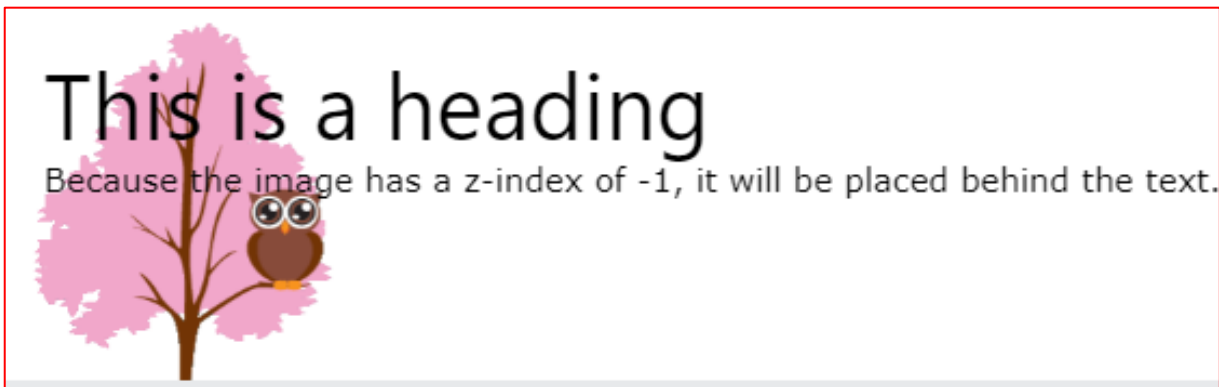 This is a heading
Because the image has a z-index of -1, it will be placed behind the text.